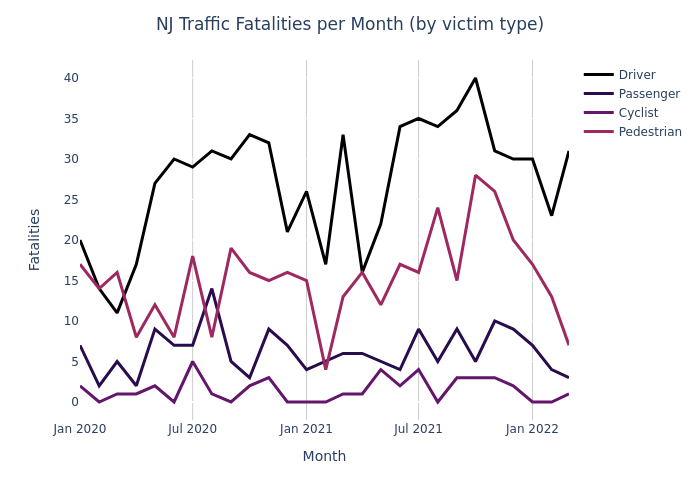 NJ Traffic Fatalities per Month (by victim type)
Driver
Passenger
Cyclist
Pedestrian
Fatalities
40
35
30
25
20
15
10
5
0
Jan 2020
Jul 2020
Jan 2021
Jul 2021
Jan 2022
Month